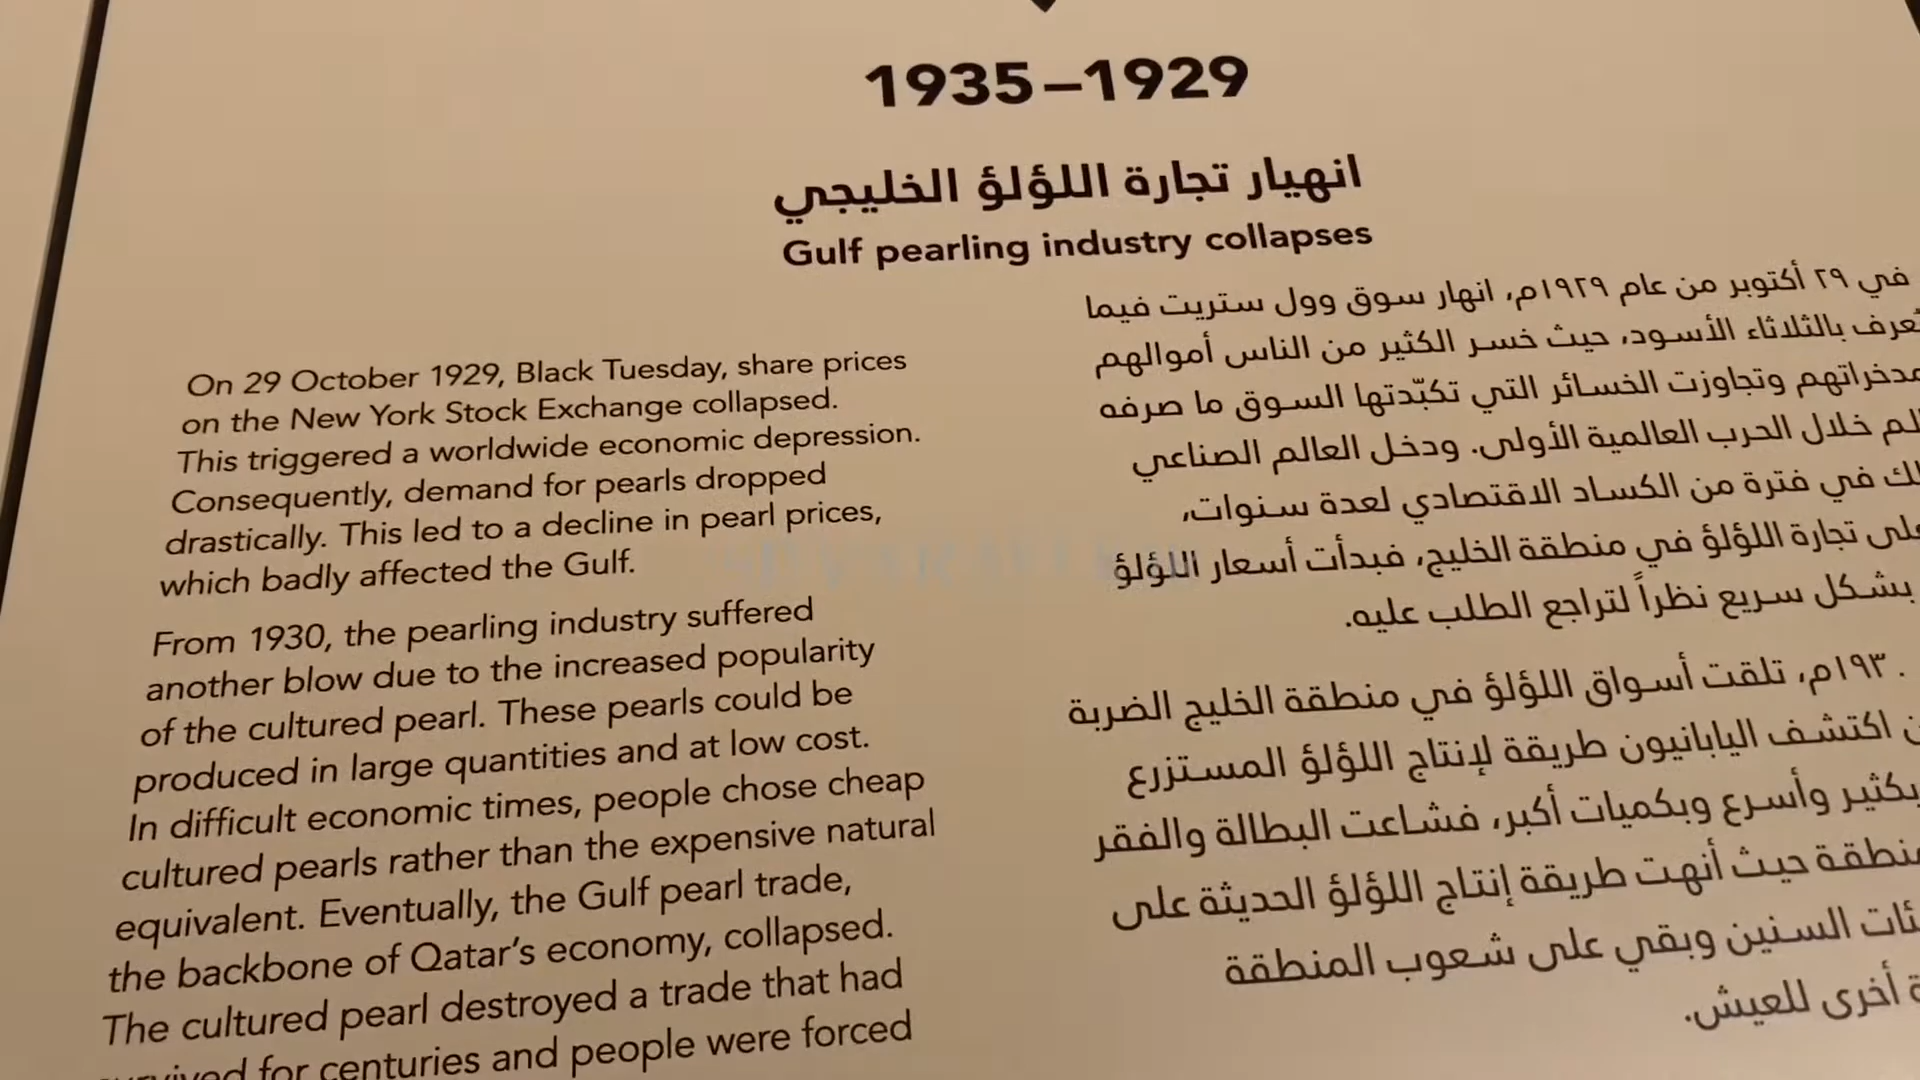 1935–1929
انهيار تجارة اللؤلؤ الخليجي
Gulf pearling industry collapses
On 29 October 1929, Black Tuesday, share prices
on the New York Stock Exchange collapsed.
This triggered a worldwide economic depression.
Consequently, demand for pearls dropped
drastically. This led to a decline in pearl prices,
which badly affected the Gulf.
From 1930, the pearling industry suffered
another blow due to the increased popularity
of the cultured pearl. These pearls could be
produced in large quantities and at low cost.
In difficult economic times, people chose cheap
cultured pearls rather than the expensive natural
equivalent. Eventually, the Gulf pearl trade,
the backbone of Qatar's economy, collapsed.
The cultured pearl destroyed a trade that had
survived for centuries and people were forced
في ٢٩ أكتوبر من عام ١٩٢٩م، انهار سوق وول ستريت فيما
بالثلاثاء الأسود، حيث خسر الكثير من الناس أموالهم
وتجاوزت الخسائر التي تكبّدتها السوق ما صرفه
خلال الحرب العالمية الأولى. ودخل العالم الصناعي
في فترة من الكساد الاقتصادي لعدة سنوات،
تجارة اللؤلؤ في منطقة الخليج، فبدأت أسعار اللؤلؤ
بشكل سريع نظراً لتراجع الطلب عليه.
١٩٣٠م، تلقت أسواق اللؤلؤ في منطقة الخليج الضربة
اكتشف اليابانيون طريقة لإنتاج اللؤلؤ المستزرع
بكثير وأسرع وبكميات أكبر، فشاعت البطالة والفقر
حيث أنهت طريقة إنتاج اللؤلؤ الحديثة على
السنين وبقي على شعوب المنطقة
أخرى للعيش.